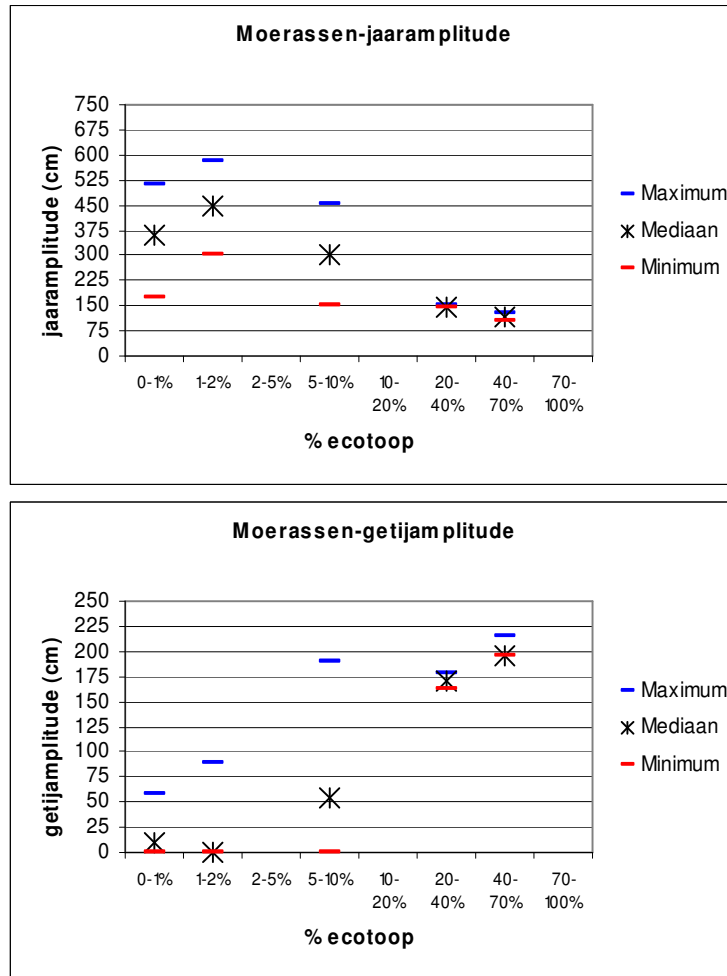 Moerassen-jaaramplitude
jaaramplitude (cm)
750
675
600
525
450
375
300
225
150
75
0
0-1% 1-2% 2-5% 5-10% 10-20% 20-40% 40-70% 70-100%
% ecotoop
Maximum
Mediaan
Minimum
Moerassen-getijamplitude
getijamplitude (cm)
250
225
200
175
150
125
100
75
50
25
0
0-1% 1-2% 2-5% 5-10% 10-20% 20-40% 40-70% 70-100%
% ecotoop
Maximum
Mediaan
Minimum